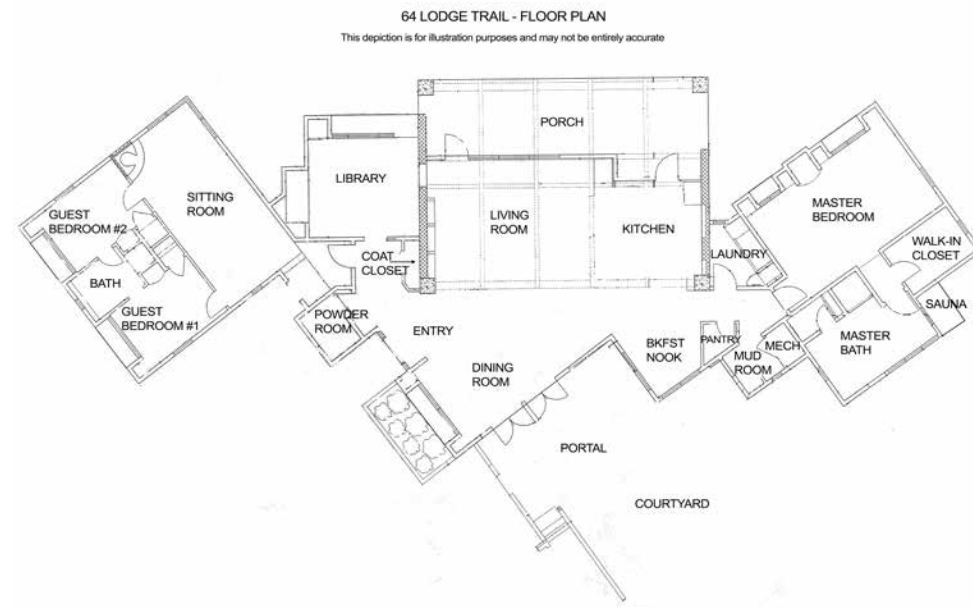 64 LODGE TRAIL - FLOOR PLAN
This depiction is for illustration purposes and may not be entirely accurate
PORCH
LIBRARY
SITTING
ROOM
GUEST
BEDROOM #2
LIVING
ROOM
KITCHEN
MASTER
BEDROOM
WALK-IN
CLOSET
LAUNDRY
COAT
CLOSET
BATH
GUEST
BEDROOM #1
POWDER
ROOM
ENTRY
SAUNA
PANTRY
BKFST
NOOK
MECH
MUD
ROOM
MASTER
BATH
DINING
ROOM
PORTAL
COURTYARD